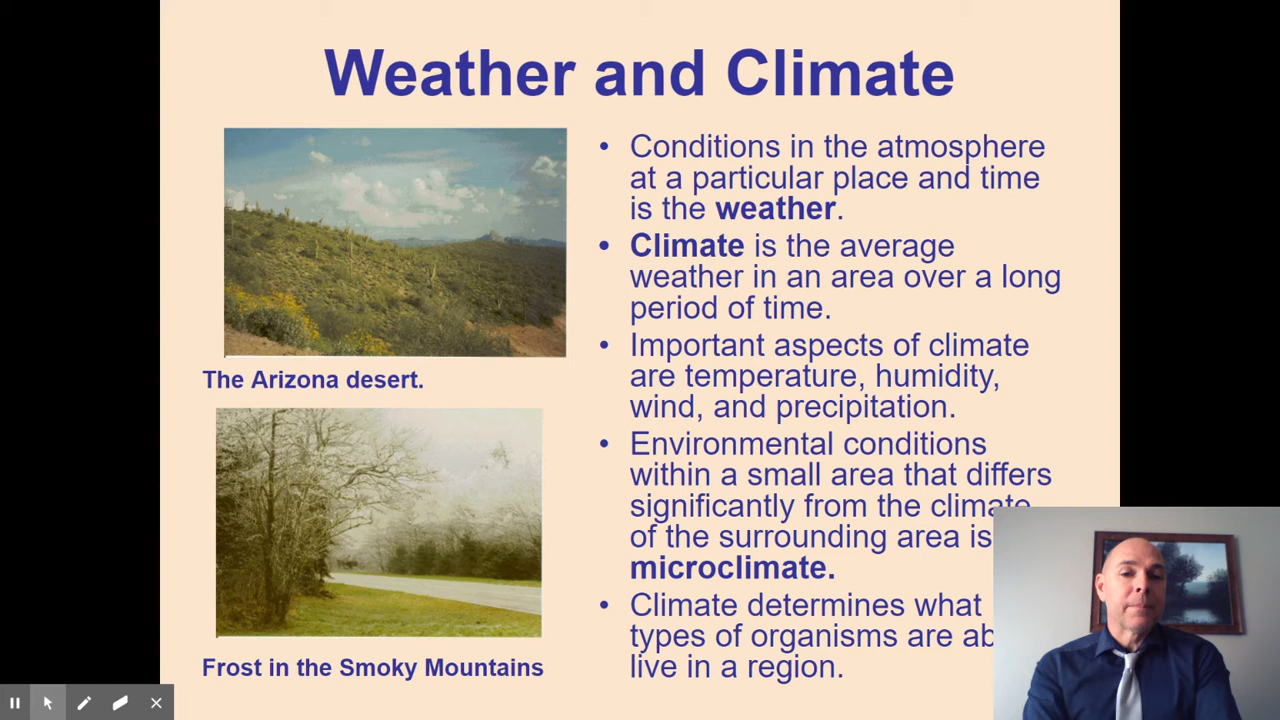 Weather and Climate
• Conditions in the atmosphere
at a particular place and time
is the weather.
• Climate is the average
weather in an area over a long
period of time.
• Important aspects of climate
are temperature, humidity,
wind, and precipitation.
• Environmental conditions
within a small area that differs
significantly from the climate
of the surrounding area is
microclimate.
• Climate determines what
types of organisms are ab
live in a region.
The Arizona desert.
Frost in the Smoky Mountains